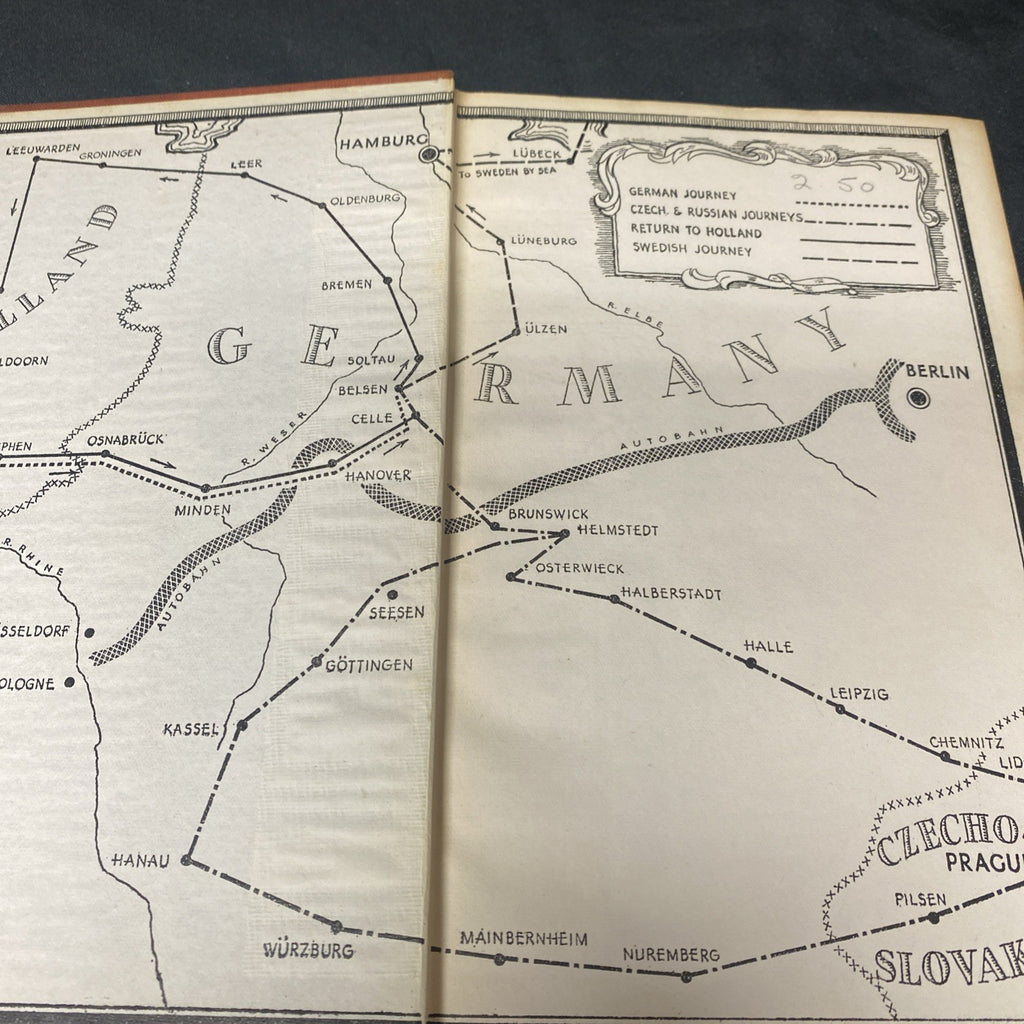 LEEUWARDEN
GRONINGEN
LEER
HAMBURG
LÜBECK
TO SWEDEN BY SEA
2 50
GERMAN JOURNEY
CZECH. & RUSSIAN JOURNEYS
RETURN TO HOLLAND
SWEDISH JOURNEY
OLDENBURG
LÜNEBURG
LLAND
BREMEN
R. ELBE
ÜLZEN
GERMANY
LDOORN
SOLTAU
BELSEN
BERLIN
CELLE
R. WESER
AUTOBAHN
PHEN
OSNABRÜCK
HANOVER
MINDEN
BRUNSWICK
HELMSTEDT
R. RHINE
AUTOBAHN
OSTERWIECK
HALBERSTADT
SEESEN
SSELDORF
GÖTTINGEN
HALLE
OLOGNE
LEIPZIG
KASSEL
CHEMNITZ
LID
CZECHO
PRAGU
HANAU
PILSEN
WÜRZBURG
MAINBERNHEIM
NUREMBERG
SLOVAK